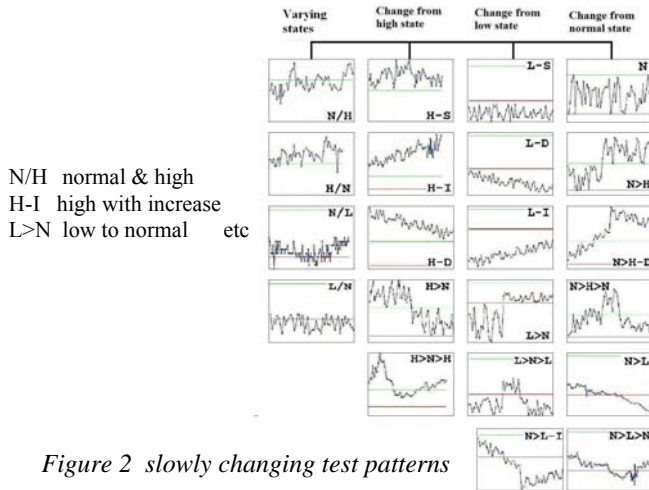 Varying states
Change from high state
Change from low state
Change from normal state
N/H
H-S
L-S
N
H/N
H-I
L-D
N>H
N/L
H-D
L-I
N>H-D
L/N
H>N
L>N
N>H>N
H>N>H
L>N>L
N>L
N>L-I
N>L>N
N/H normal & high
H-I high with increase
L>N low to normal etc
Figure 2 slowly changing test patterns